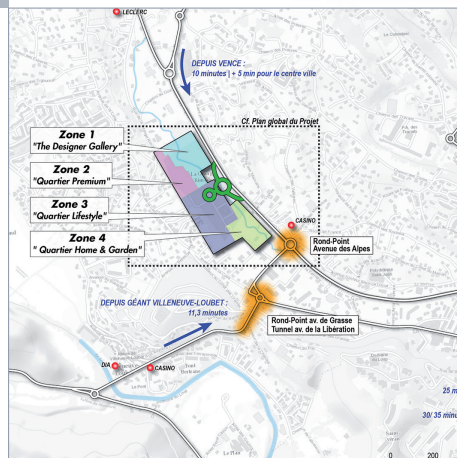 LECLERC
DEPUIS VENCE :
10 minutes | + 5 min pour le centre ville
Cf. Plan global du Projet
Zone 1
"The Designer Gallery"
Zone 2
"Quartier Premium"
Zone 3
"Quartier Lifestyle"
Zone 4
" Quartier Home & Garden"
CASINO
Rond-Point
Avenue des Alpes
DEPUIS GÉANT VILLENEUVE-LOUBET :
11,3 minutes
Rond-Point av. de Grasse
Tunnel av. de la Libération
DIA
CASINO
25 m
30/ 35 minu
Le Plan
0
200